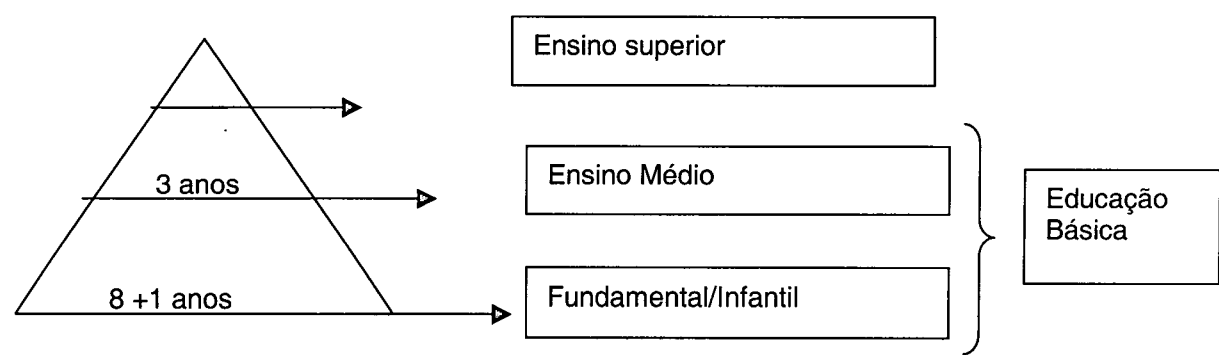 Ensino superior
3 anos
Ensino Médio
Educação
Básica
8 +1 anos
Fundamental/Infantil